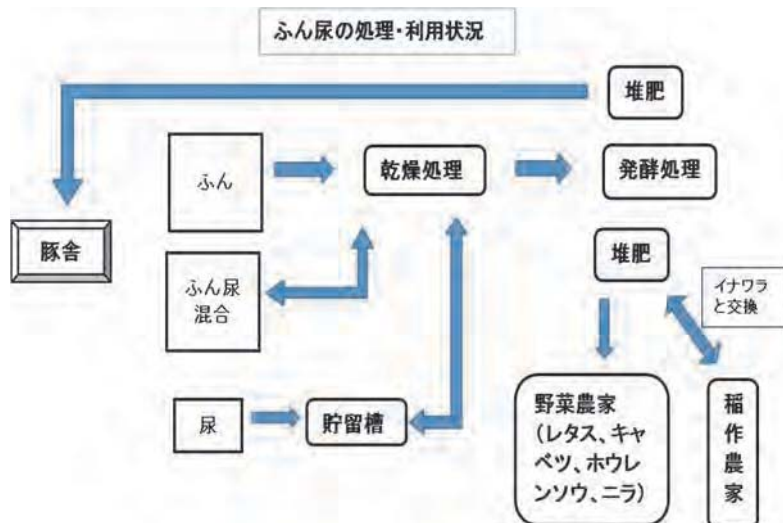 ふん尿の処理・利用状況
堆肥
ふん
乾燥処理
発酵処理
豚舎
ふん尿
混合
堆肥
イナワラ
と交換
尿
貯留槽
野菜農家
(レタス、キャ
ベツ、ホウレ
ンソウ、ニラ)
稲作農家